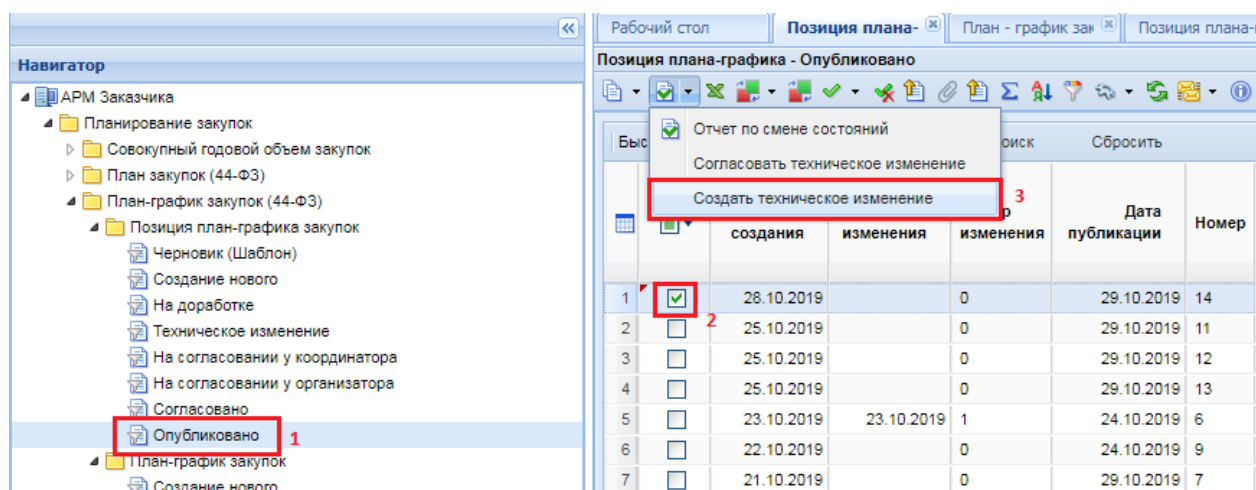 Навигатор
АРМ Заказчика
Планирование закупок
Совокупный годовой объем закупок
План закупок (44-ФЗ)
План-график закупок (44-ФЗ)
Позиция план-графика закупок
Черновик (Шаблон)
Создание нового
На доработке
Техническое изменение
На согласовании у координатора
На согласовании у организатора
Согласовано
Опубликовано 1
План-график закупок
Создание нового
Рабочий стол Позиция плана- План - график зак Позиция плана-
Позиция плана-графика - Опубликовано
Быс оиск Сбросить
Отчет по смене состояний
Согласовать техническое изменение
Создать техническое изменение 3
создания изменения р изменения Дата публикации Номер
1 28.10.2019 0 29.10.2019 14
2
2 25.10.2019 0 29.10.2019 11
3 25.10.2019 0 29.10.2019 12
4 25.10.2019 0 29.10.2019 13
5 23.10.2019 23.10.2019 1 24.10.2019 6
6 22.10.2019 0 24.10.2019 9
7 21.10.2019 0 29.10.2019 7